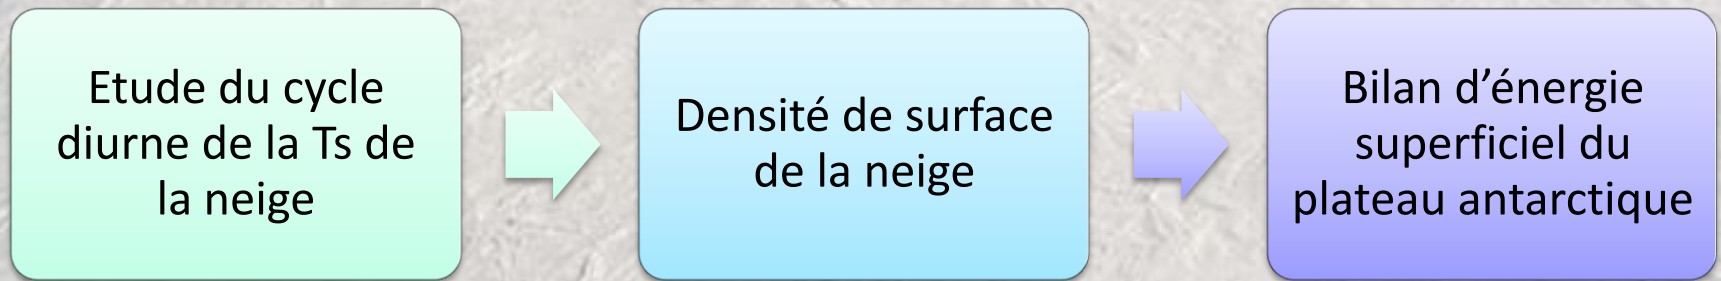 Etude du cycle
diurne de la Ts de
la neige
Densité de surface
de la neige
Bilan d’énergie
superficiel du
plateau antarctique